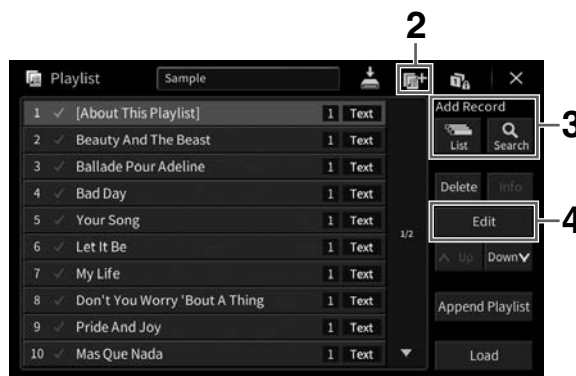 2
Playlist Sample
1 [About This Playlist] 1 Text
2 Beauty And The Beast 1 Text
3 Ballade Pour Adeline 1 Text
4 Bad Day 1 Text
5 Your Song 1 Text
6 Let It Be 1 Text
7 My Life 1 Text
8 Don't You Worry 'Bout A Thing 1 Text
9 Pride And Joy 1 Text
10 Mas Que Nada 1 Text
1/2
Add Record
List Search
3
Delete Info
Edit
4
Up Down
Append Playlist
Load